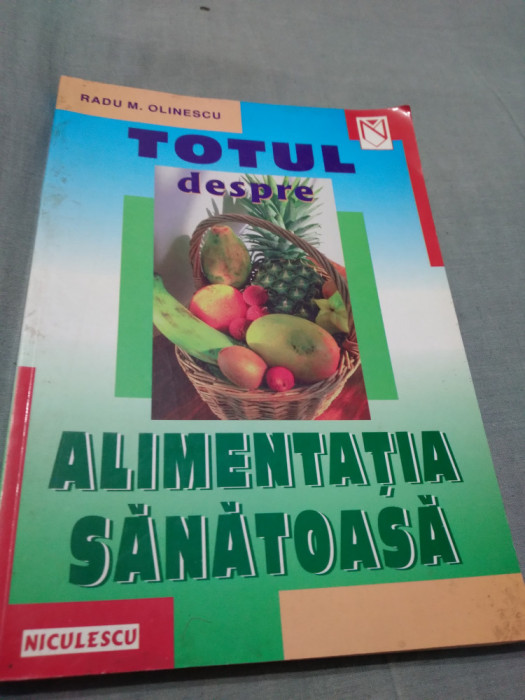 RADU M. OLINESCU
TOTUL
despre
ALIMENTAȚIA
SĂNĂTOASĂ
NICULESCU